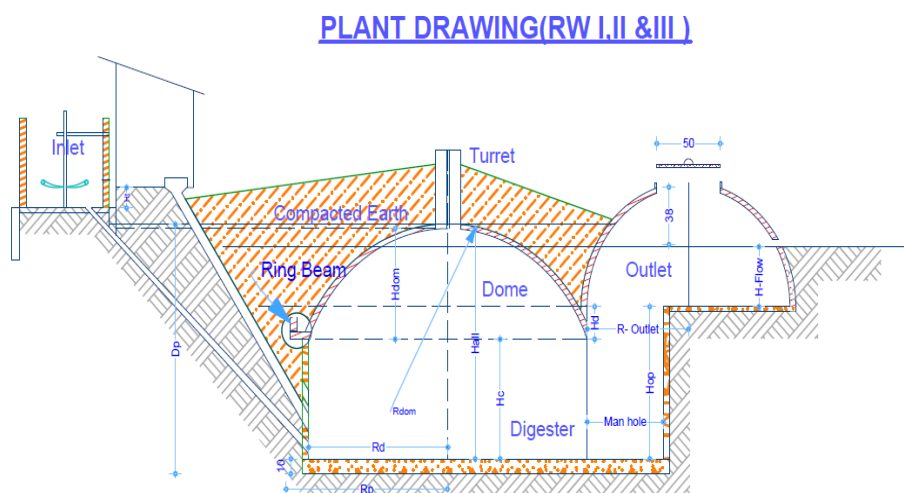 PLANT DRAWING(RW I,II &III )
Inlet
Turret
50
38
Compacted Earth
Ring Beam
Hdom
Dome
Outlet
H-Flow
Hd
R- Outlet
Dp
Hall
Hc
Hop
Rdom
Man hole
Digester
Rd
10
Rp